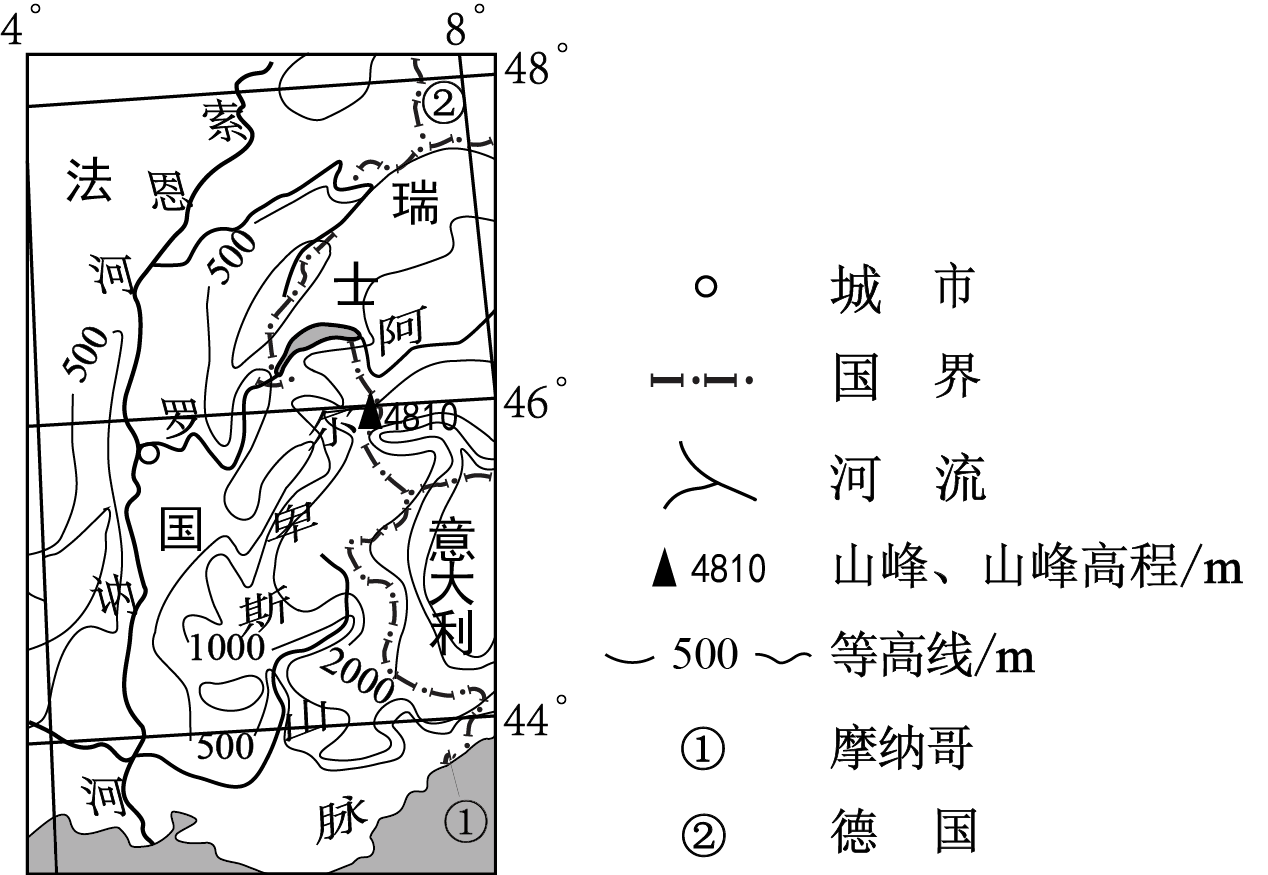 4° 8°
48°
46°
44°
法
国
瑞
士
意
大
利
索
恩
河
罗
讷
河
阿
尔
卑
斯
山
脉
500
500
4810
1000
2000
500
①
②
城 市
国 界
河 流
4810 山峰、山峰高程/m
500 等高线/m
① 摩纳哥
② 德 国